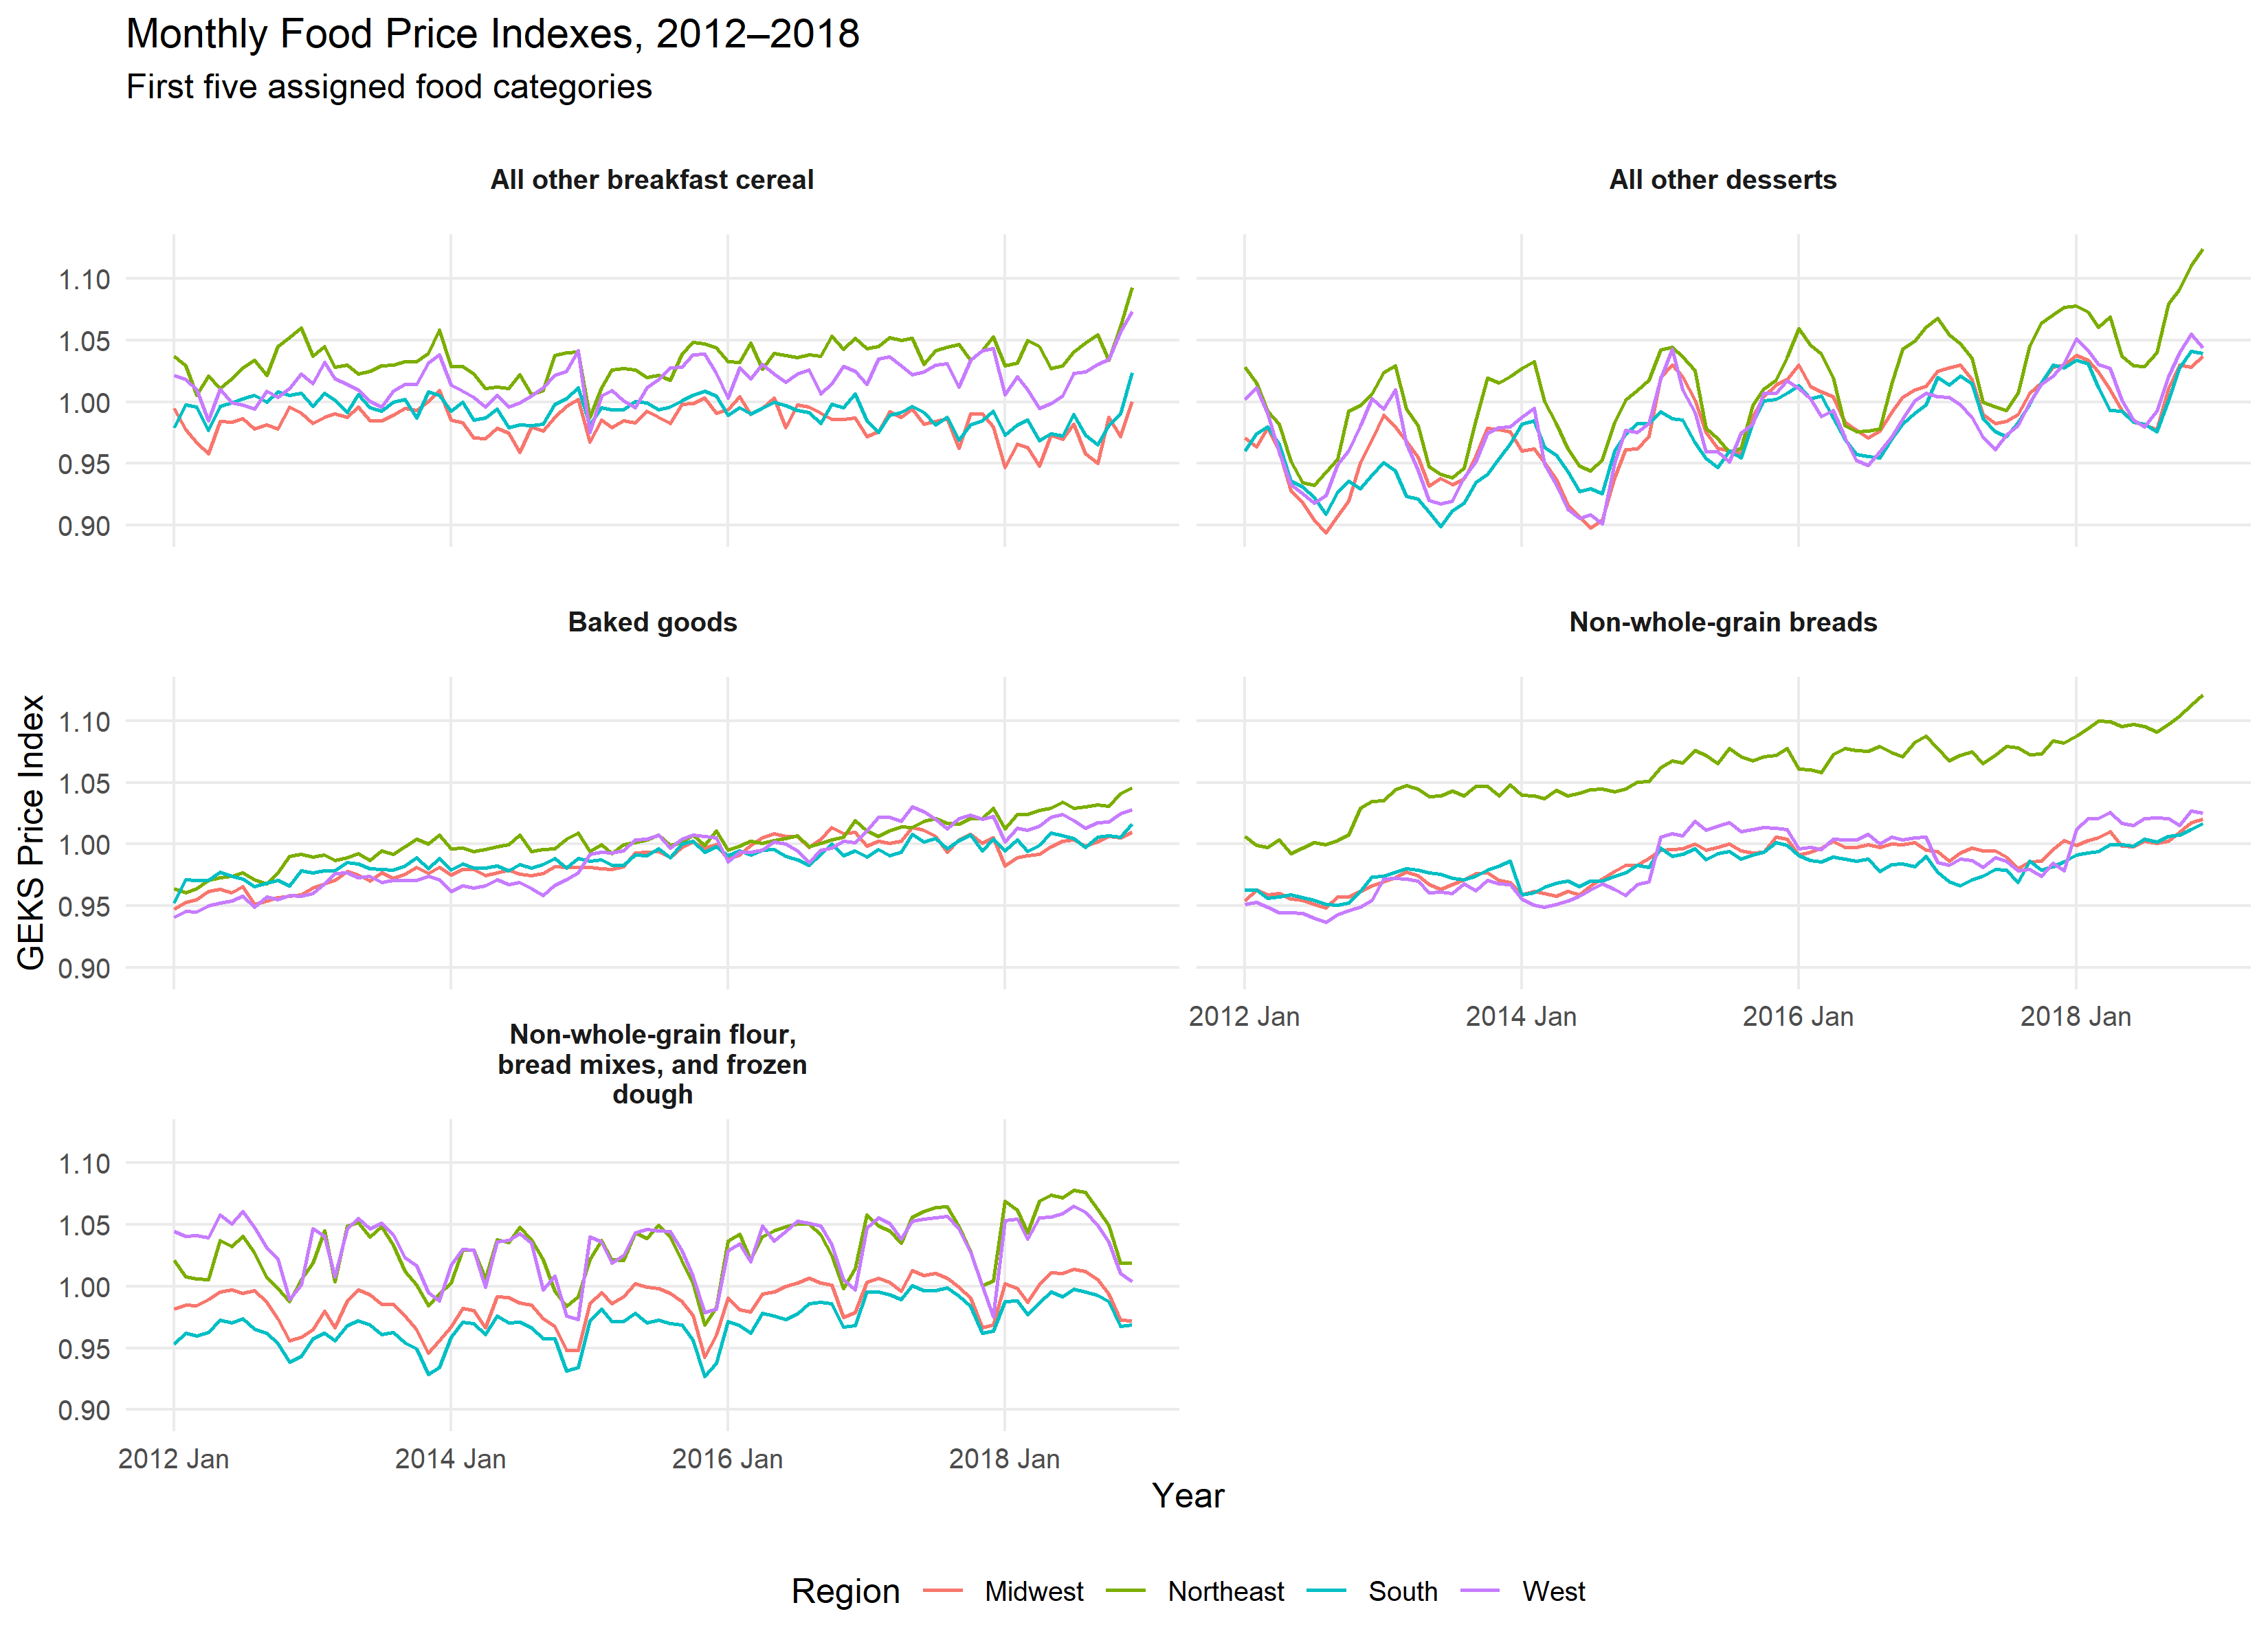 Monthly Food Price Indexes, 2012–2018
First five assigned food categories
All other breakfast cereal
All other desserts
1.10
1.05
1.00
0.95
0.90
Baked goods
Non-whole-grain breads
GEKS Price Index
1.10
1.05
1.00
0.95
0.90
2012 Jan
2014 Jan
2016 Jan
2018 Jan
Non-whole-grain flour,
bread mixes, and frozen
dough
1.10
1.05
1.00
0.95
0.90
2012 Jan
2014 Jan
2016 Jan
2018 Jan
Year
Region Midwest Northeast South West